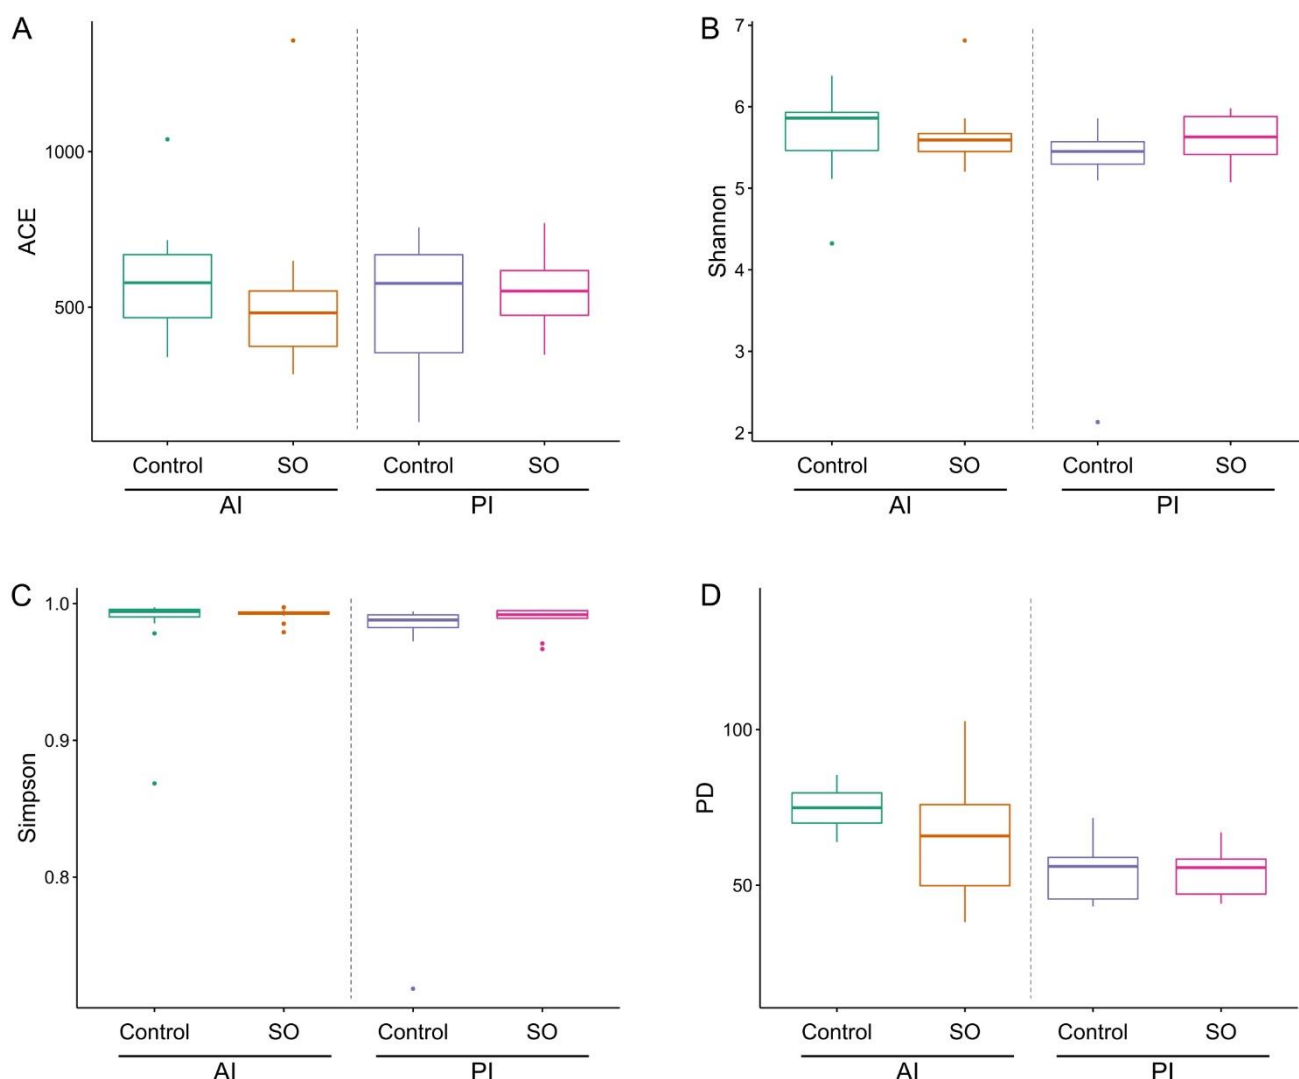 A
ACE
1000
500
Control SO Control SO
AI PI
B
Shannon
7
6
5
4
3
2
Control SO Control SO
AI PI
C
Simpson
1.0
0.9
0.8
Control SO Control SO
AI PI
D
PD
100
50
Control SO Control SO
AI PI